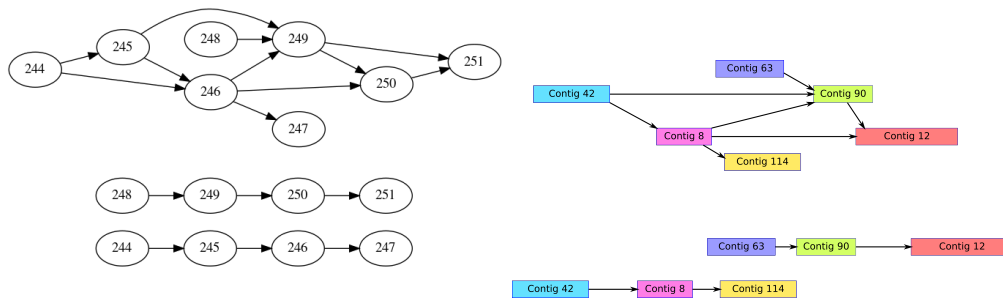 244
245
248
249
246
247
250
251
248
249
250
251
244
245
246
247
Contig 63
Contig 42
Contig 90
Contig 8
Contig 12
Contig 114
Contig 63
Contig 90
Contig 12
Contig 42
Contig 8
Contig 114